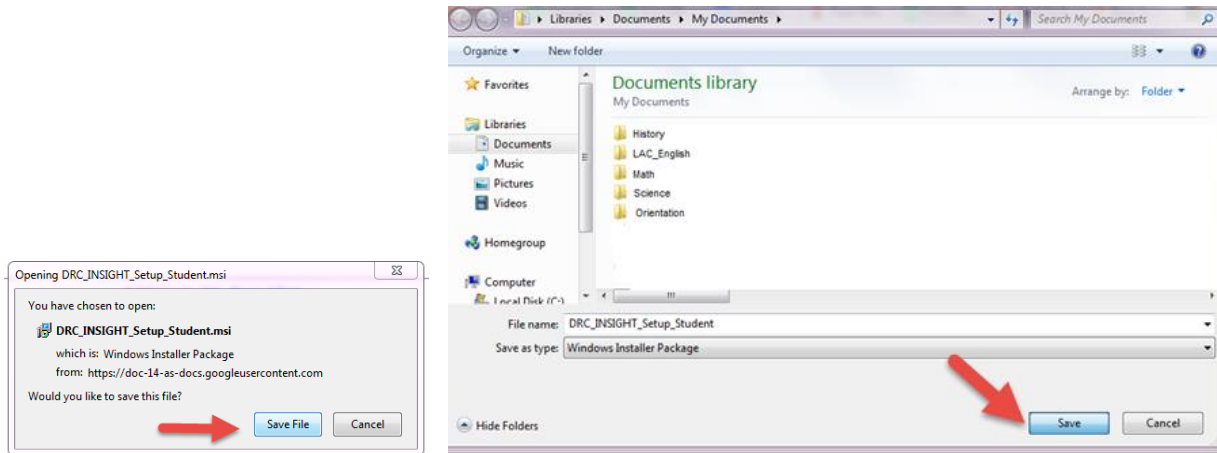 Opening DRC_INSIGHT_Setup_Student.msi
You have chosen to open:
DRC_INSIGHT_Setup_Student.msi
which is: Windows Installer Package
from: https://doc-14-as-docs.googleusercontent.com
Would you like to save this file?
Save File Cancel
Libraries Documents My Documents Search My Documents
Organize New folder
Favorites
Libraries
Documents
Music
Pictures
Videos
Homegroup
Computer
Local Disk (C:)
Documents library
My Documents
Arrange by: Folder
History
LAC_English
Math
Science
Orientation
File name: DRC_INSIGHT_Setup_Student
Save as type: Windows Installer Package
Hide Folders Save Cancel